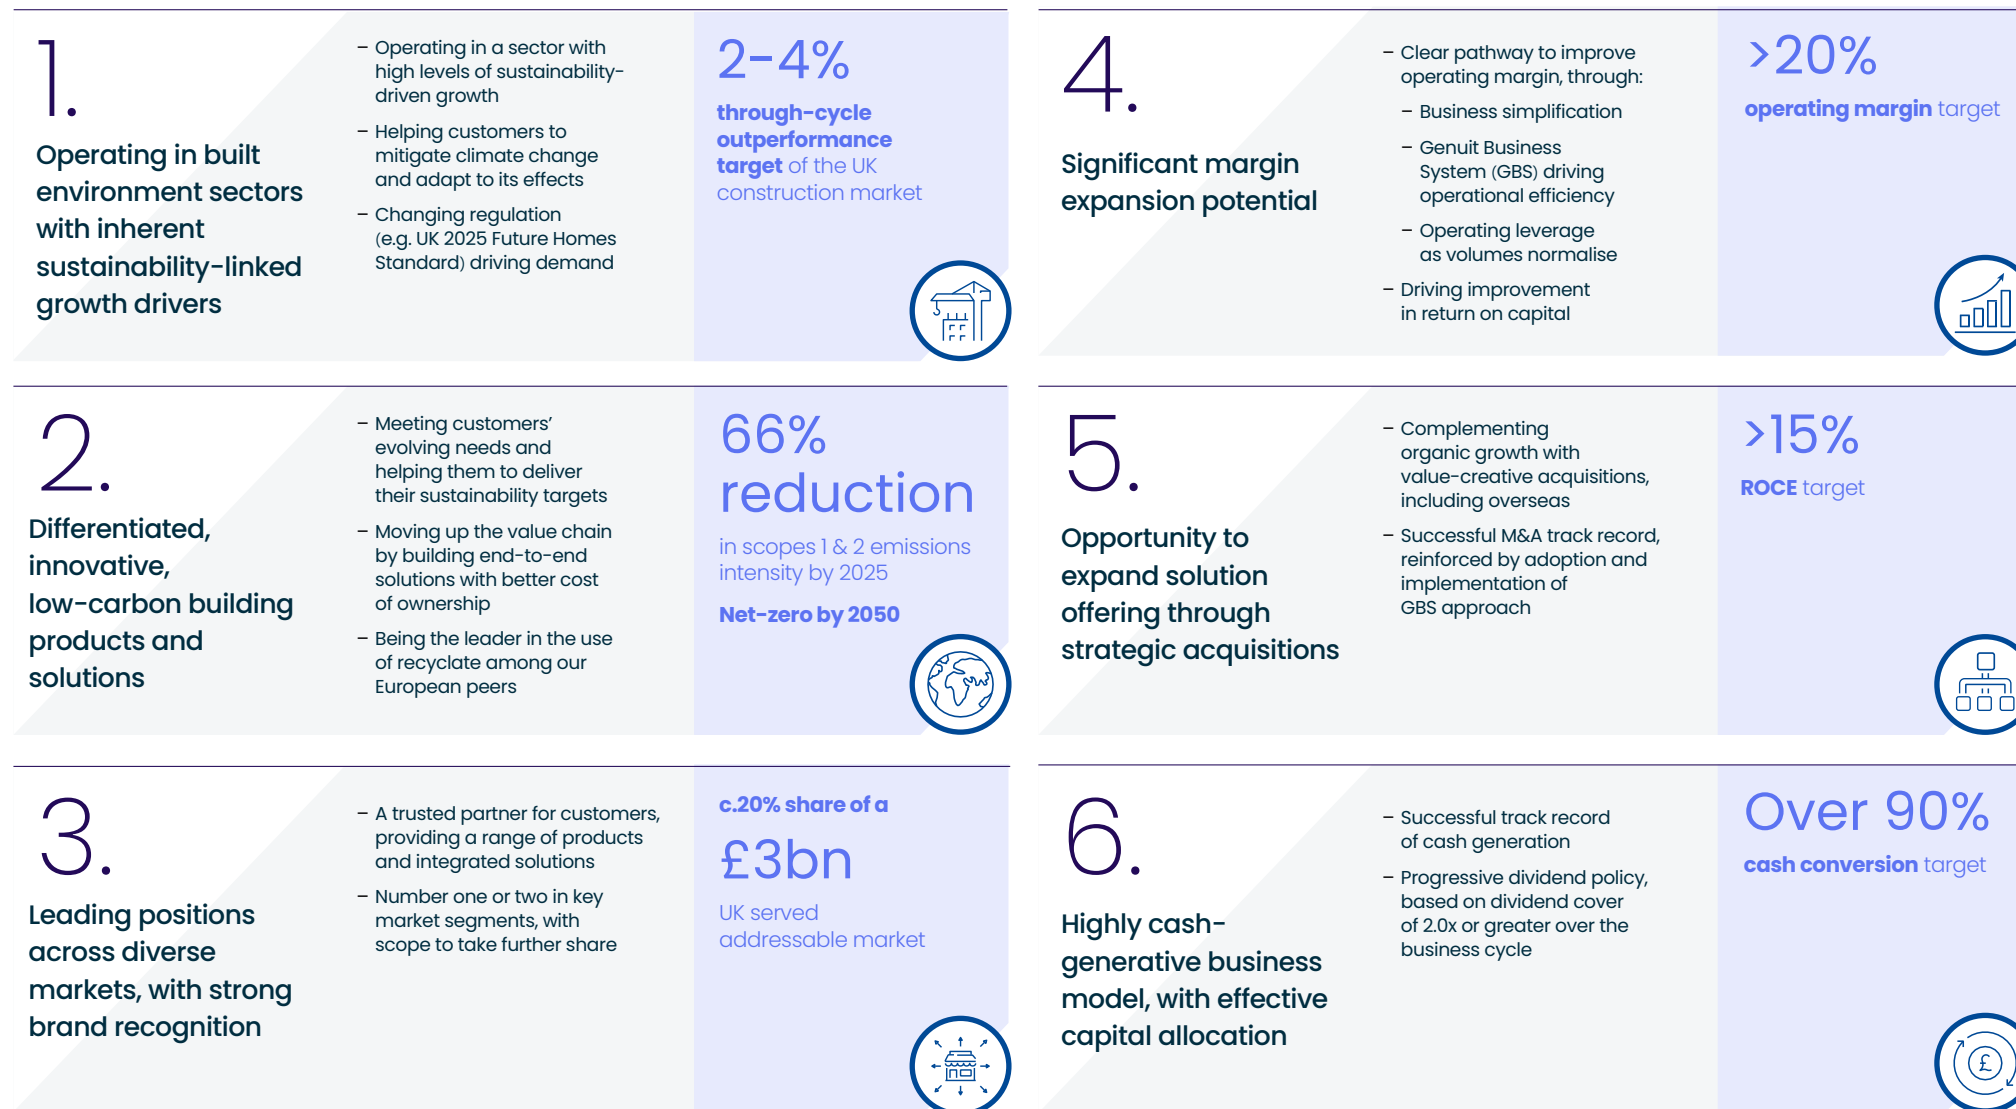 1.
Operating in built
environment sectors
with inherent
sustainability-linked
growth drivers
– Operating in a sector with
high levels of sustainability-
driven growth
– Helping customers to
mitigate climate change
and adapt to its effects
– Changing regulation
(e.g. UK 2025 Future Homes
Standard) driving demand
2-4%
through-cycle
outperformance
target of the UK
construction market
2.
Differentiated,
innovative,
low-carbon building
products and
solutions
– Meeting customers’
evolving needs and
helping them to deliver
their sustainability targets
– Moving up the value chain
by building end-to-end
solutions with better cost
of ownership
– Being the leader in the use
of recyclate among our
European peers
66%
reduction
in scopes 1 & 2 emissions
intensity by 2025
Net-zero by 2050
3.
Leading positions
across diverse
markets, with strong
brand recognition
– A trusted partner for customers,
providing a range of products
and integrated solutions
– Number one or two in key
market segments, with
scope to take further share
c.20% share of a
£3bn
UK served
addressable market
4.
Significant margin
expansion potential
– Clear pathway to improve
operating margin, through:
– Business simplification
– Genuit Business
System (GBS) driving
operational efficiency
– Operating leverage
as volumes normalise
– Driving improvement
in return on capital
>20%
operating margin target
5.
Opportunity to
expand solution
offering through
strategic acquisitions
– Complementing
organic growth with
value-creative acquisitions,
including overseas
– Successful M&A track record,
reinforced by adoption and
implementation of
GBS approach
>15%
ROCE target
6.
Highly cash-
generative business
model, with effective
capital allocation
– Successful track record
of cash generation
– Progressive dividend policy,
based on dividend cover
of 2.0x or greater over the
business cycle
Over 90%
cash conversion target
£